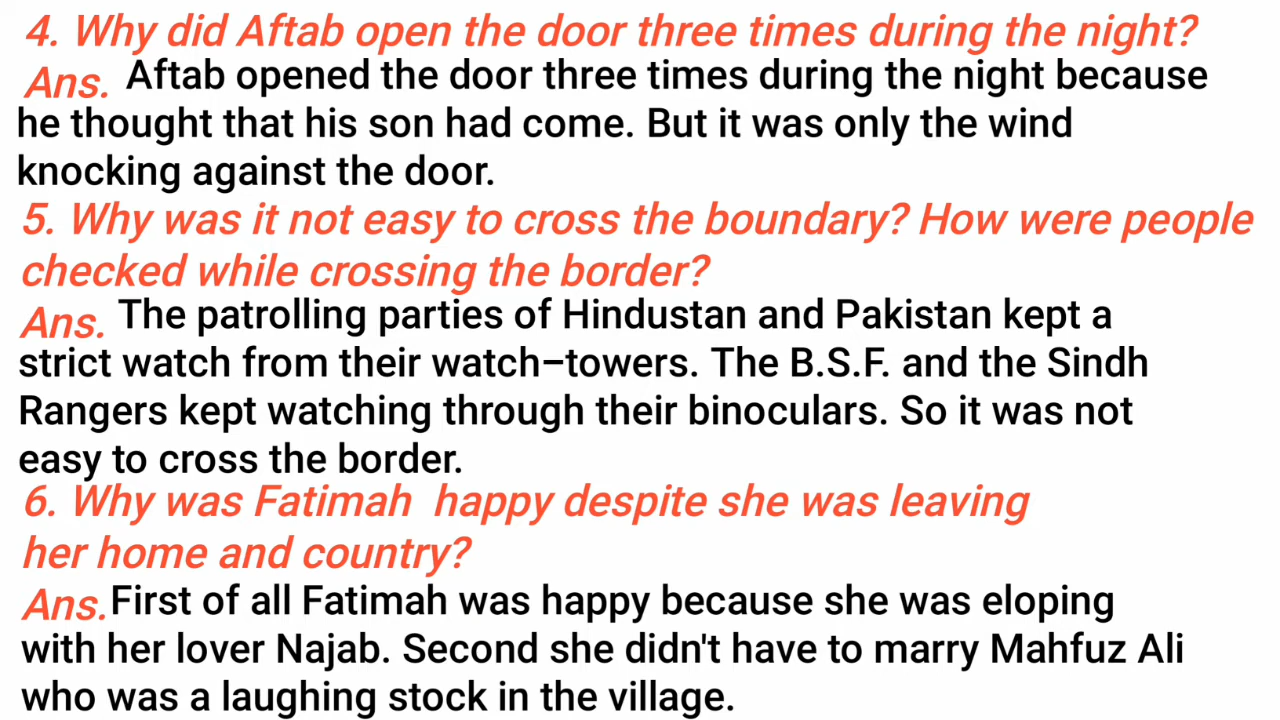 4. Why did Aftab open the door three times during the night?
Ans. Aftab opened the door three times during the night because
he thought that his son had come. But it was only the wind
knocking against the door.
5. Why was it not easy to cross the boundary? How were people
checked while crossing the border?
Ans. The patrolling parties of Hindustan and Pakistan kept a
strict watch from their watch–towers. The B.S.F. and the Sindh
Rangers kept watching through their binoculars. So it was not
easy to cross the border.
6. Why was Fatimah happy despite she was leaving
her home and country?
Ans. First of all Fatimah was happy because she was eloping
with her lover Najab. Second she didn't have to marry Mahfuz Ali
who was a laughing stock in the village.